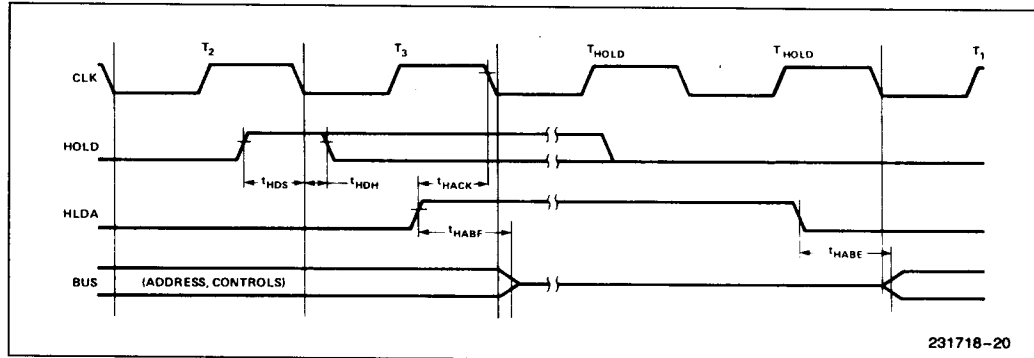 T2 T3 THOLD THOLD T1
CLK
HOLD
tHDS tHDH tHACK
HLDA
tHABF tHABE
BUS (ADDRESS, CONTROLS)
231718-20